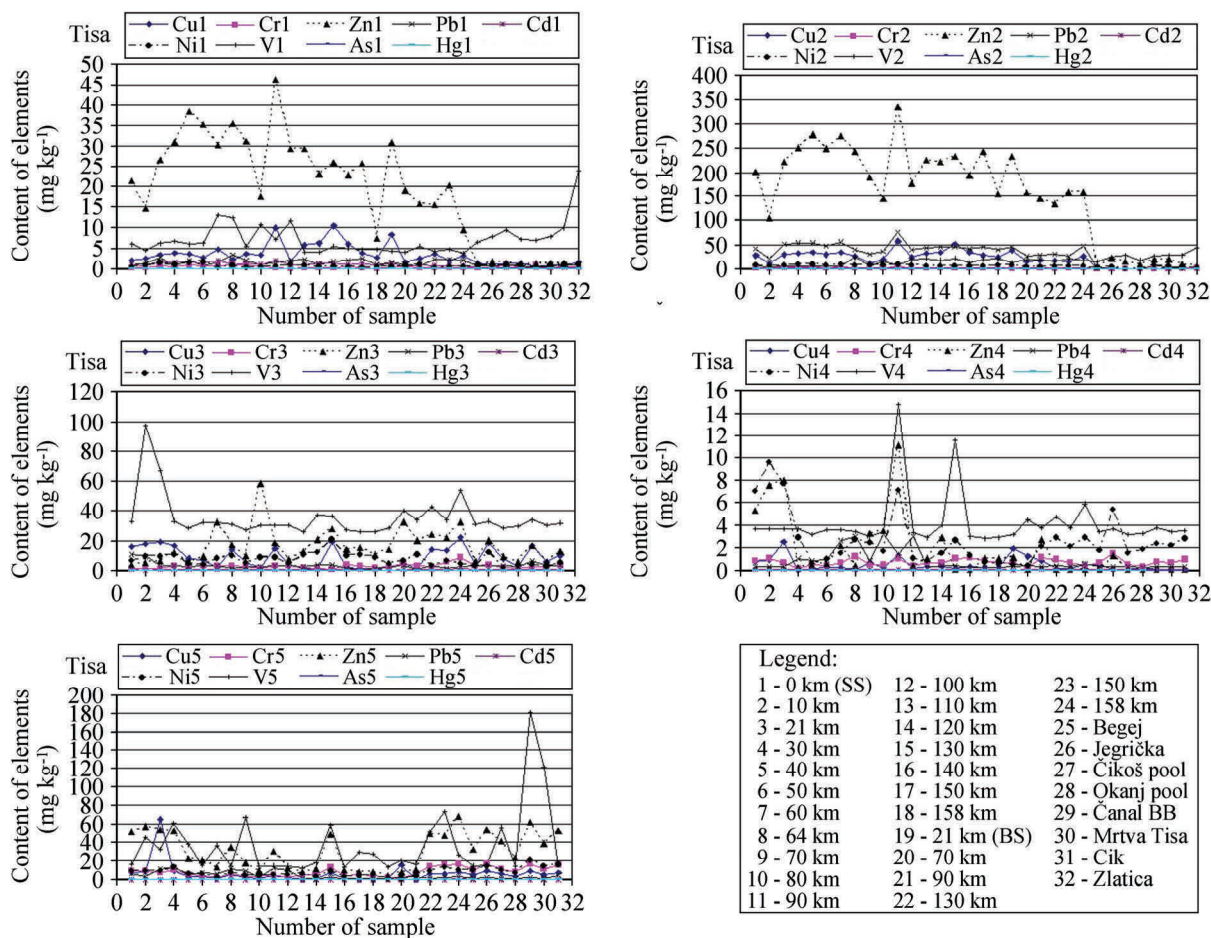 Tisa
Cu1 Cr1 Zn1 Pb1 Cd1
Ni1 V1 As1 Hg1
Content of elements
(mg kg-1)
50
45
40
35
30
25
20
15
10
5
0
0 2 4 6 8 10 12 14 16 18 20 22 24 26 28 30 32
Number of sample
Tisa
Cu2 Cr2 Zn2 Pb2 Cd2
Ni2 V2 As2 Hg2
Content of elements
(mg kg-1)
400
350
300
250
200
150
100
50
0
0 2 4 6 8 10 12 14 16 18 20 22 24 26 28 30 32
Number of sample
Tisa
Cu3 Cr3 Zn3 Pb3 Cd3
Ni3 V3 As3 Hg3
Content of elements
(mg kg-1)
120
100
80
60
40
20
0
0 2 4 6 8 10 12 14 16 18 20 22 24 26 28 30 32
Number of sample
Tisa
Cu4 Cr4 Zn4 Pb4 Cd4
Ni4 V4 As4 Hg4
Content of elements
(mg kg-1)
16
14
12
10
8
6
4
2
0
0 2 4 6 8 10 12 14 16 18 20 22 24 26 28 30 32
Number of sample
Tisa
Cu5 Cr5 Zn5 Pb5 Cd5
Ni5 V5 As5 Hg5
Content of elements
(mg kg-1)
200
180
160
140
120
100
80
60
40
20
0
0 2 4 6 8 10 12 14 16 18 20 22 24 26 28 30 32
Number of sample
Legend:
1 - 0 km (SS)
2 - 10 km
3 - 21 km
4 - 30 km
5 - 40 km
6 - 50 km
7 - 60 km
8 - 64 km
9 - 70 km
10 - 80 km
11 - 90 km
12 - 100 km
13 - 110 km
14 - 120 km
15 - 130 km
16 - 140 km
17 - 150 km
18 - 158 km
19 - 21 km (BS)
20 - 70 km
21 - 90 km
22 - 130 km
23 - 150 km
24 - 158 km
25 - Begej
26 - Jegrička
27 - Čikoš pool
28 - Okanj pool
29 - Čanal BB
30 - Mrtva Tisa
31 - Cik
32 - Zlatica